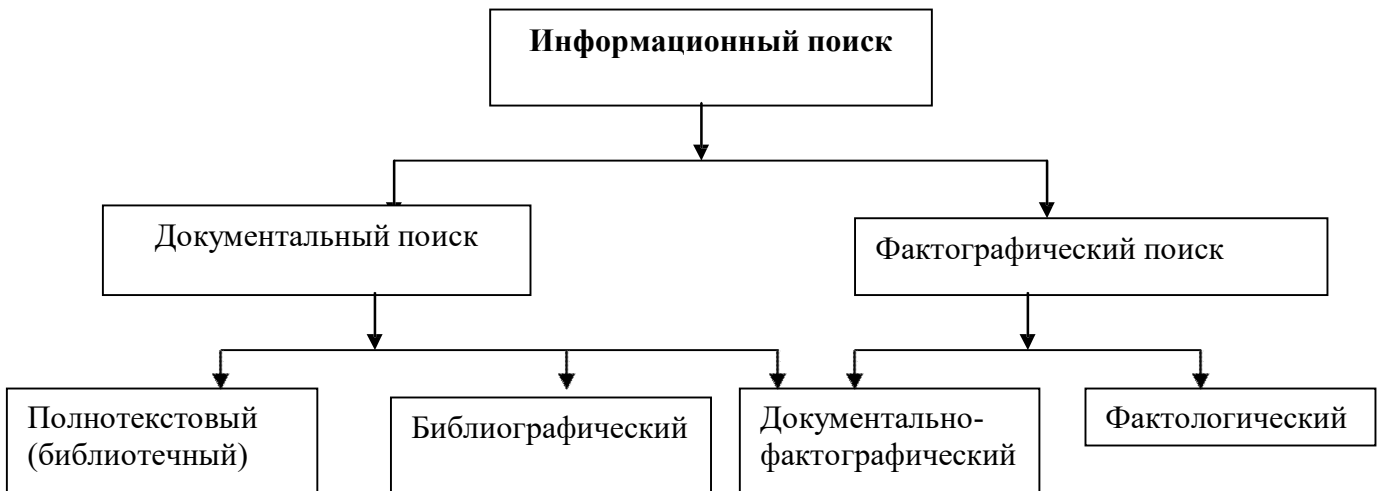 Информационный поиск
Документальный поиск
Фактографический поиск
Полнотекстовый
(библиотечный)
Библиографический
Документально-
фактографический
Фактологический